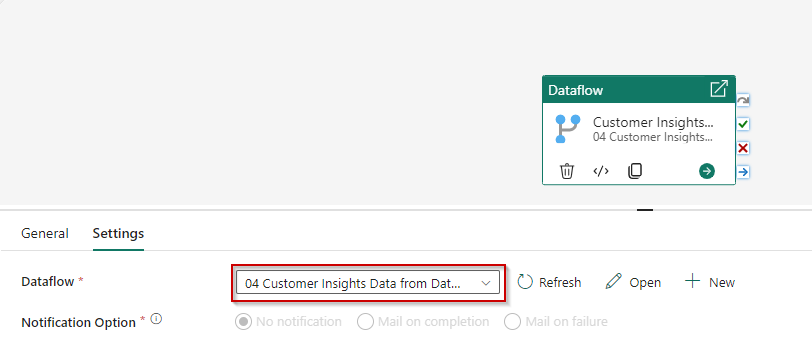 Dataflow
Customer Insights...
04 Customer Insights...
General Settings
Dataflow * 04 Customer Insights Data from Dat... Refresh Open New
Notification Option * No notification Mail on completion Mail on failure